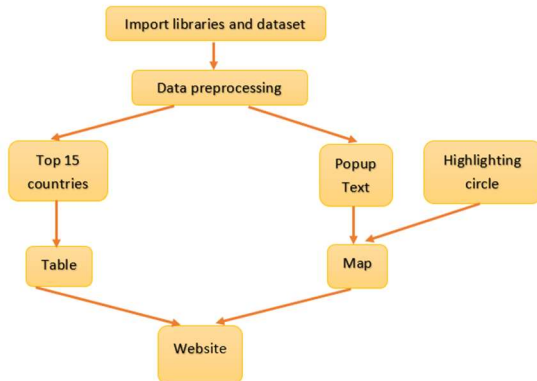 Import libraries and dataset
Data preprocessing
Top 15
countries
Popup
Text
Highlighting
circle
Table
Map
Website